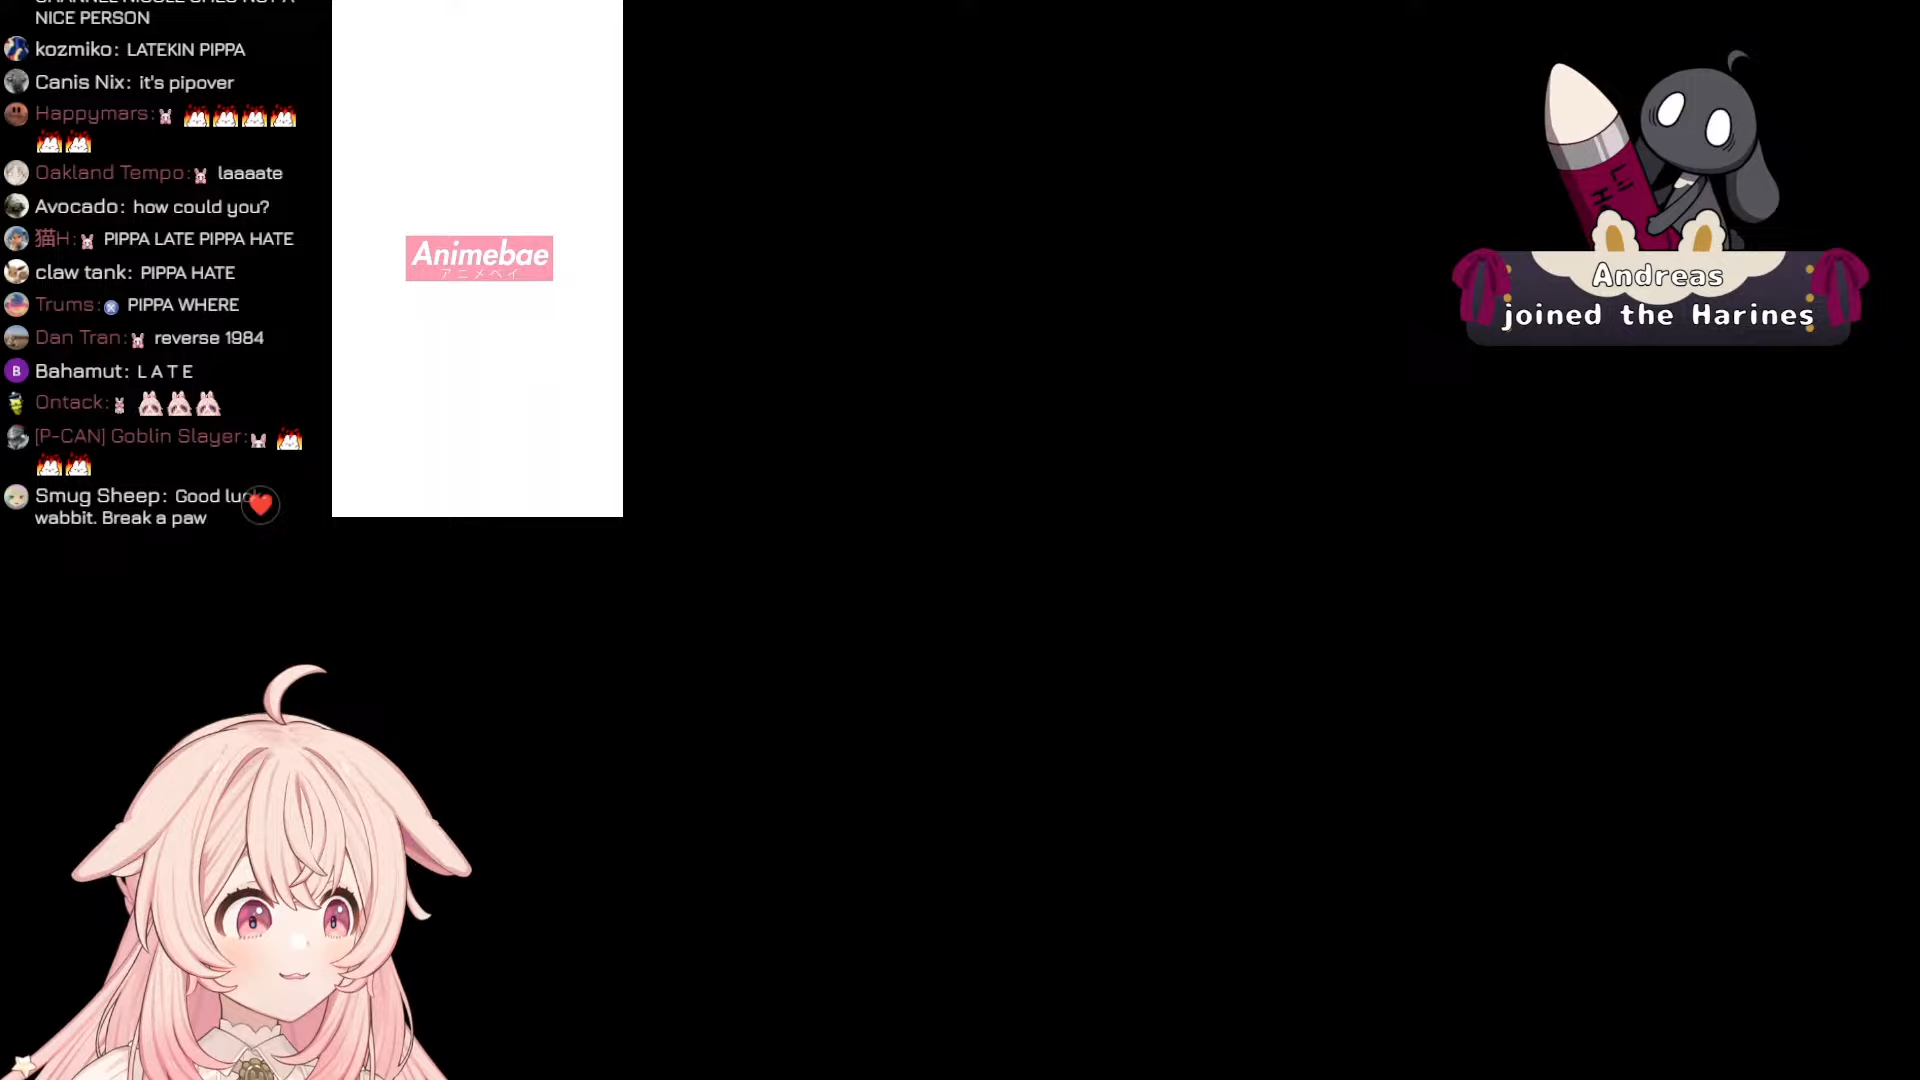 NICE PERSON
kozmiko: LATEKIN PIPPA
Canis Nix: it's pipover
Happymars:
Oakland Tempo: laaaate
Avocado: how could you?
猫H: PIPPA LATE PIPPA HATE
claw tank: PIPPA HATE
Trums: PIPPA WHERE
Dan Tran: reverse 1984
B
Bahamut: L A T E
Ontack:
[P-CAN] Goblin Slayer:
Smug Sheep: Good luck
wabbit. Break a paw
Animebae
アニメベイ
Andreas
joined the Harines